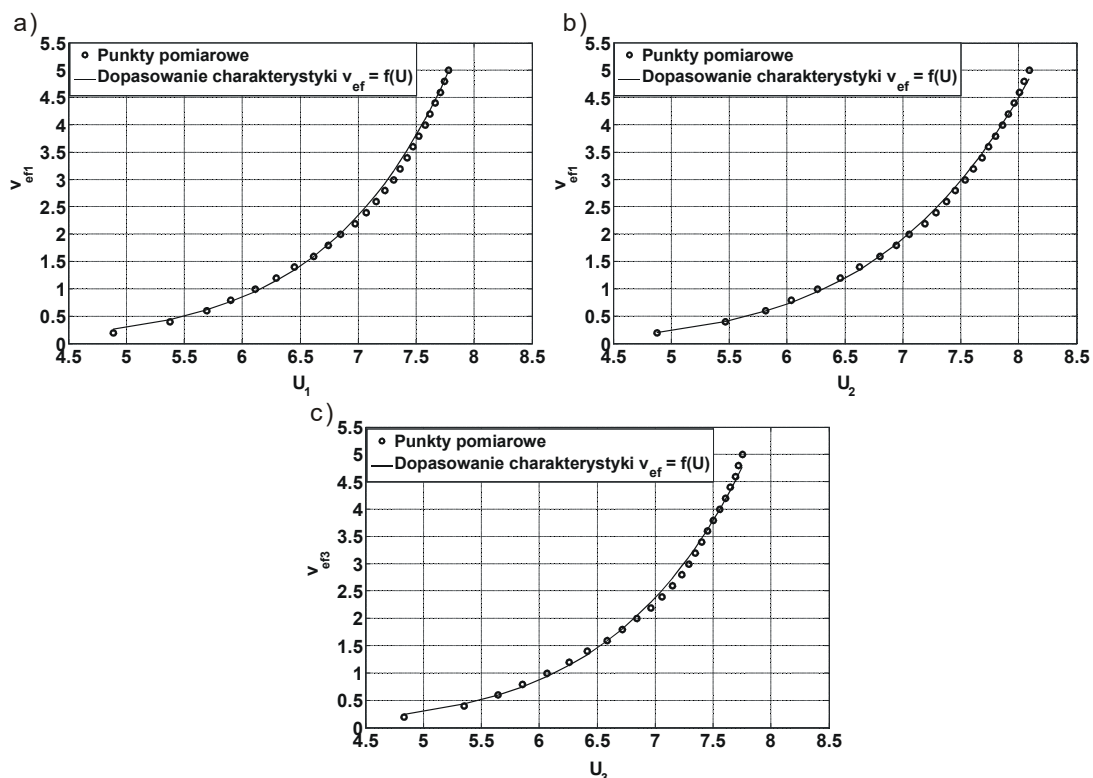 a)
5.5
5
4.5
4
3.5
3
2.5
2
1.5
1
0.5
0
v_ef1
Punkty pomiarowe
Dopasowanie charakterystyki v_ef = f(U)
4.5 5 5.5 6 6.5 7 7.5 8 8.5
U_1
b)
5.5
5
4.5
4
3.5
3
2.5
2
1.5
1
0.5
0
v_ef1
Punkty pomiarowe
Dopasowanie charakterystyki v_ef = f(U)
4.5 5 5.5 6 6.5 7 7.5 8 8.5
U_2
c)
5.5
5
4.5
4
3.5
3
2.5
2
1.5
1
0.5
0
v_ef3
Punkty pomiarowe
Dopasowanie charakterystyki v_ef = f(U)
4.5 5 5.5 6 6.5 7 7.5 8 8.5
U_3